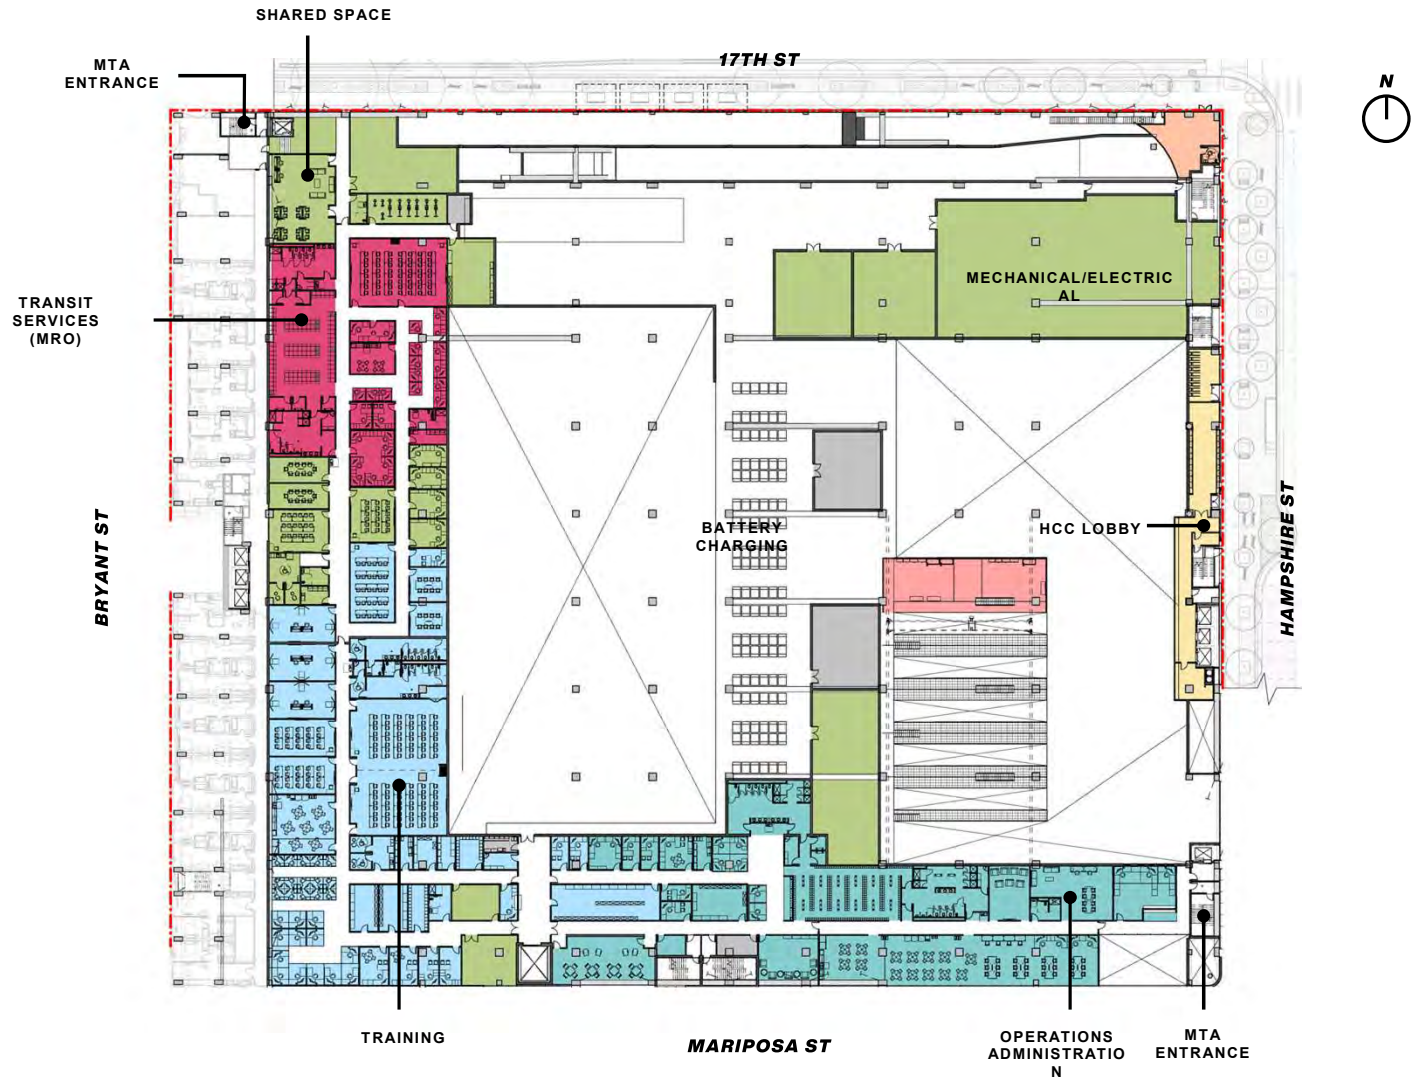 SHARED SPACE
17TH ST
MTA
ENTRANCE
N
MECHANICAL/ELECTRIC
AL
TRANSIT
SERVICES
(MRO)
BATTERY
CHARGING
HCC LOBBY
BRYANT ST
HAMPSHIRE ST
TRAINING
MARIPOSA ST
OPERATIONS
ADMINISTRATIO
N
MTA
ENTRANCE